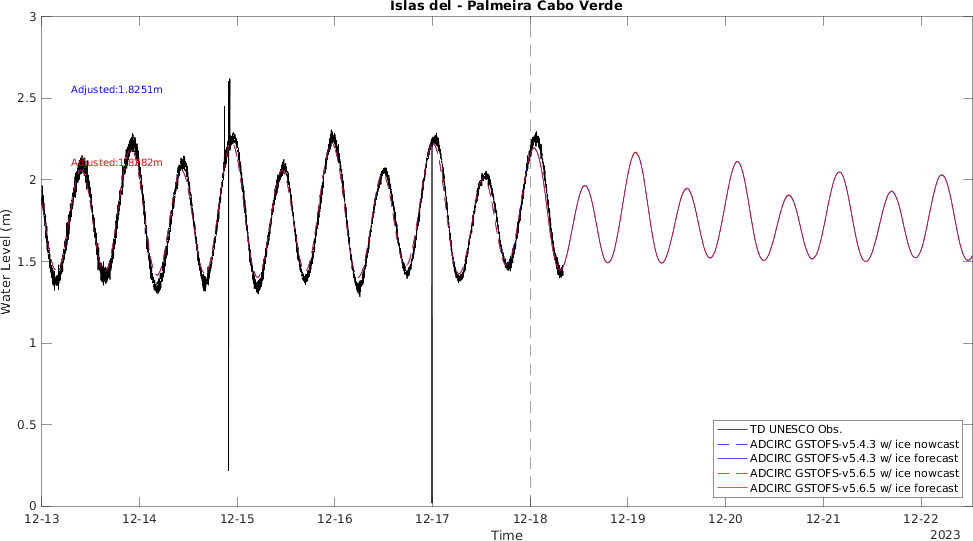 Islas del - Palmeira Cabo Verde
3
2.5
2
1.5
1
0.5
0
Water Level (m)
Adjusted:1.8251m
12-13
12-14
12-15
12-16
12-17
12-18
12-19
12-20
12-21
12-22
Time
2023
TD UNESCO Obs.
ADCIRC GSTOFS-v5.4.3 w/ ice nowcast
ADCIRC GSTOFS-v5.4.3 w/ ice forecast
ADCIRC GSTOFS-v5.6.5 w/ ice nowcast
ADCIRC GSTOFS-v5.6.5 w/ ice forecast